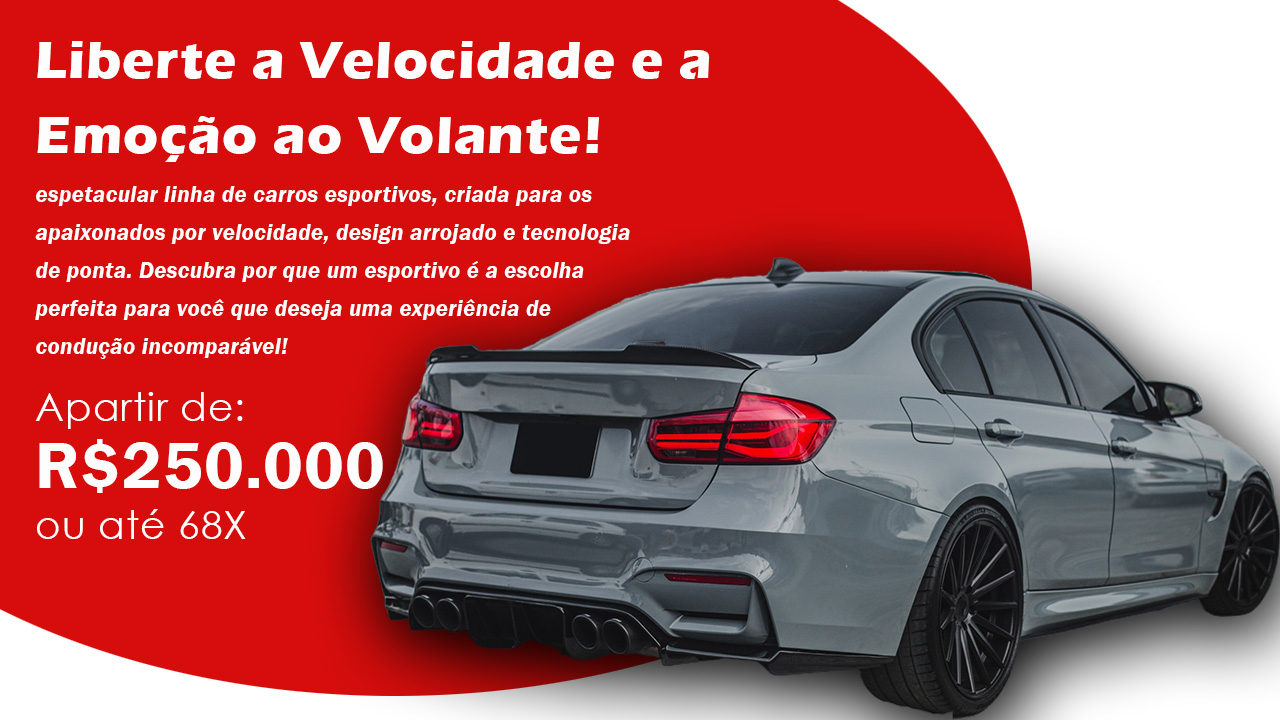 Liberte a Velocidade e a
Emoção ao Volante!
espetacular linha de carros esportivos, criada para os
apaixonados por velocidade, design arrojado e tecnologia
de ponta. Descubra por que um esportivo é a escolha
perfeita para você que deseja uma experiência de
condução incomparável!
Apartir de:
R$250.000
ou até 68X